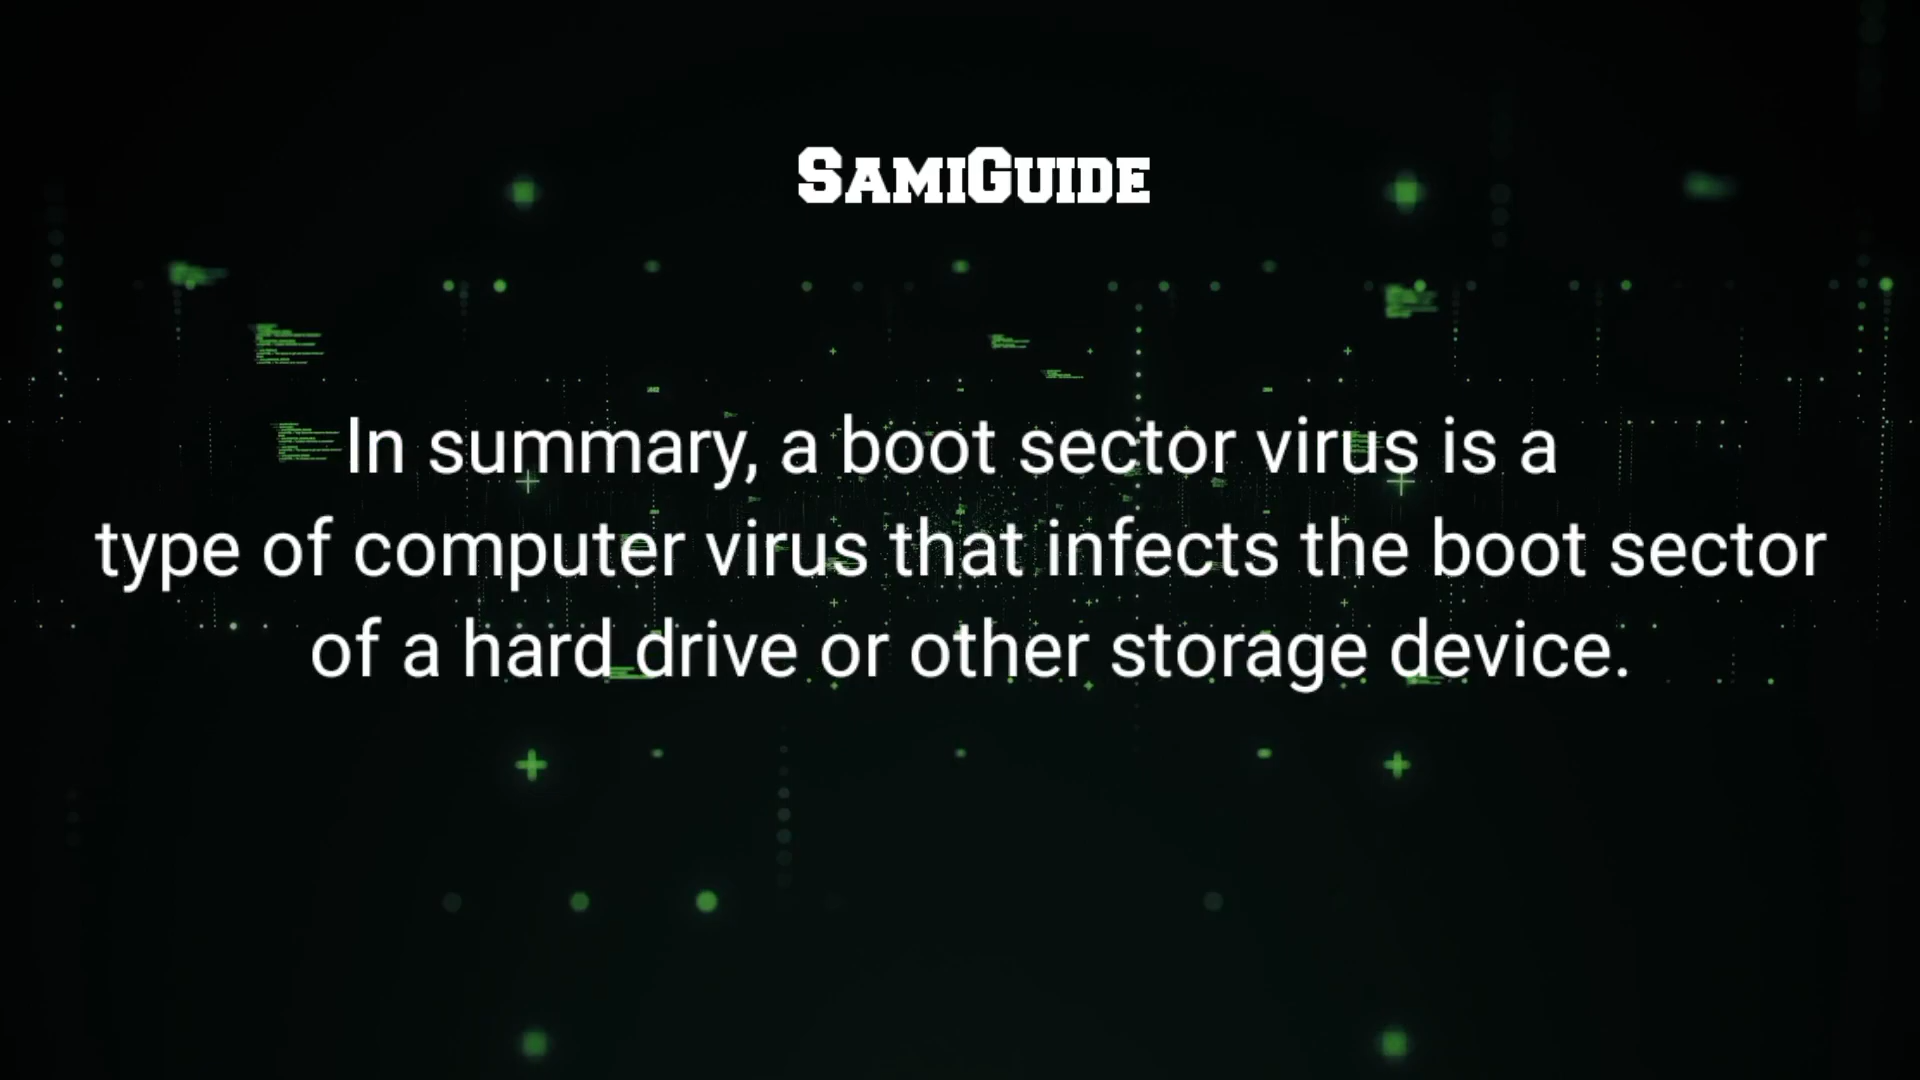 SamiGuide
In summary, a boot sector virus is a
type of computer virus that infects the boot sector
of a hard drive or other storage device.